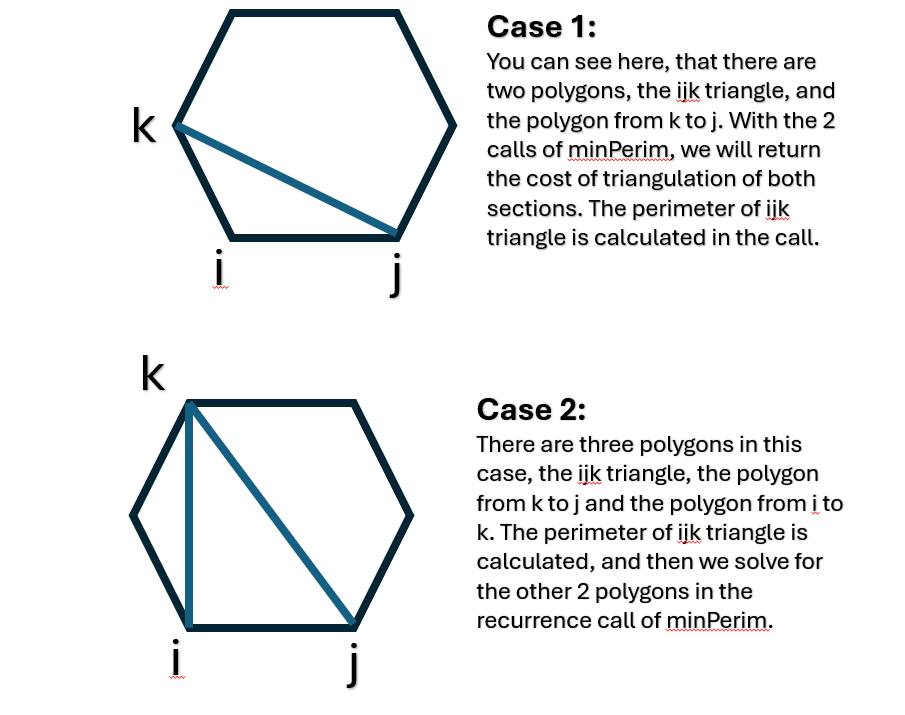 Case 1:
You can see here, that there are
two polygons, the ijk triangle, and
the polygon from k to j. With the 2
calls of minPerim, we will return
the cost of triangulation of both
sections. The perimeter of ijk
triangle is calculated in the call.
k
i
j
k
Case 2:
There are three polygons in this
case, the ijk triangle, the polygon
from k to j and the polygon from i to
k. The perimeter of ijk triangle is
calculated, and then we solve for
the other 2 polygons in the
recurrence call of minPerim.
i
j